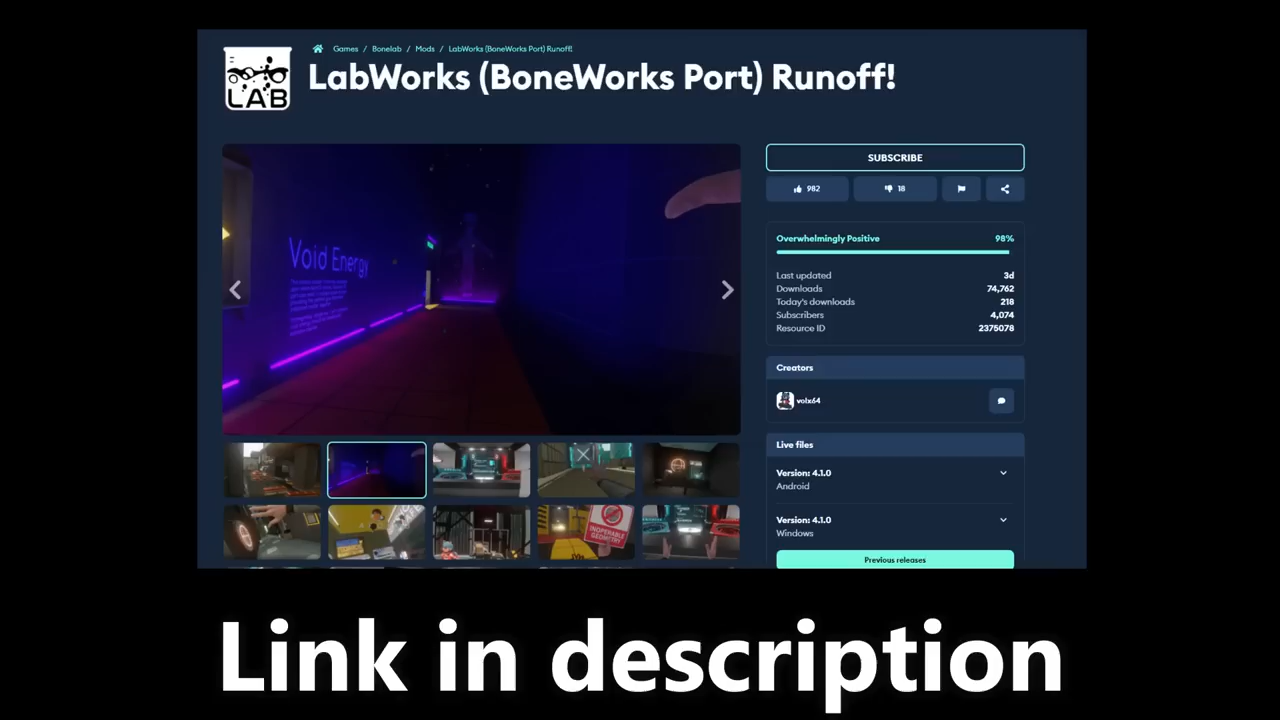 Games / Bonelab / Mods / LabWorks (BoneWorks Port) Runoff!
LAB
LabWorks (BoneWorks Port) Runoff!
SUBSCRIBE
982
18
Void Energy
Overwhelmingly Positive 98%
Last updated 3d
Downloads 74,762
Today's downloads 218
Subscribers 4,074
Resource ID 2375078
Creators
volx64
Live files
Version: 4.1.0
Android
Version: 4.1.0
Windows
INOPERABLE
GEOMETRY
Previous releases
Link in description